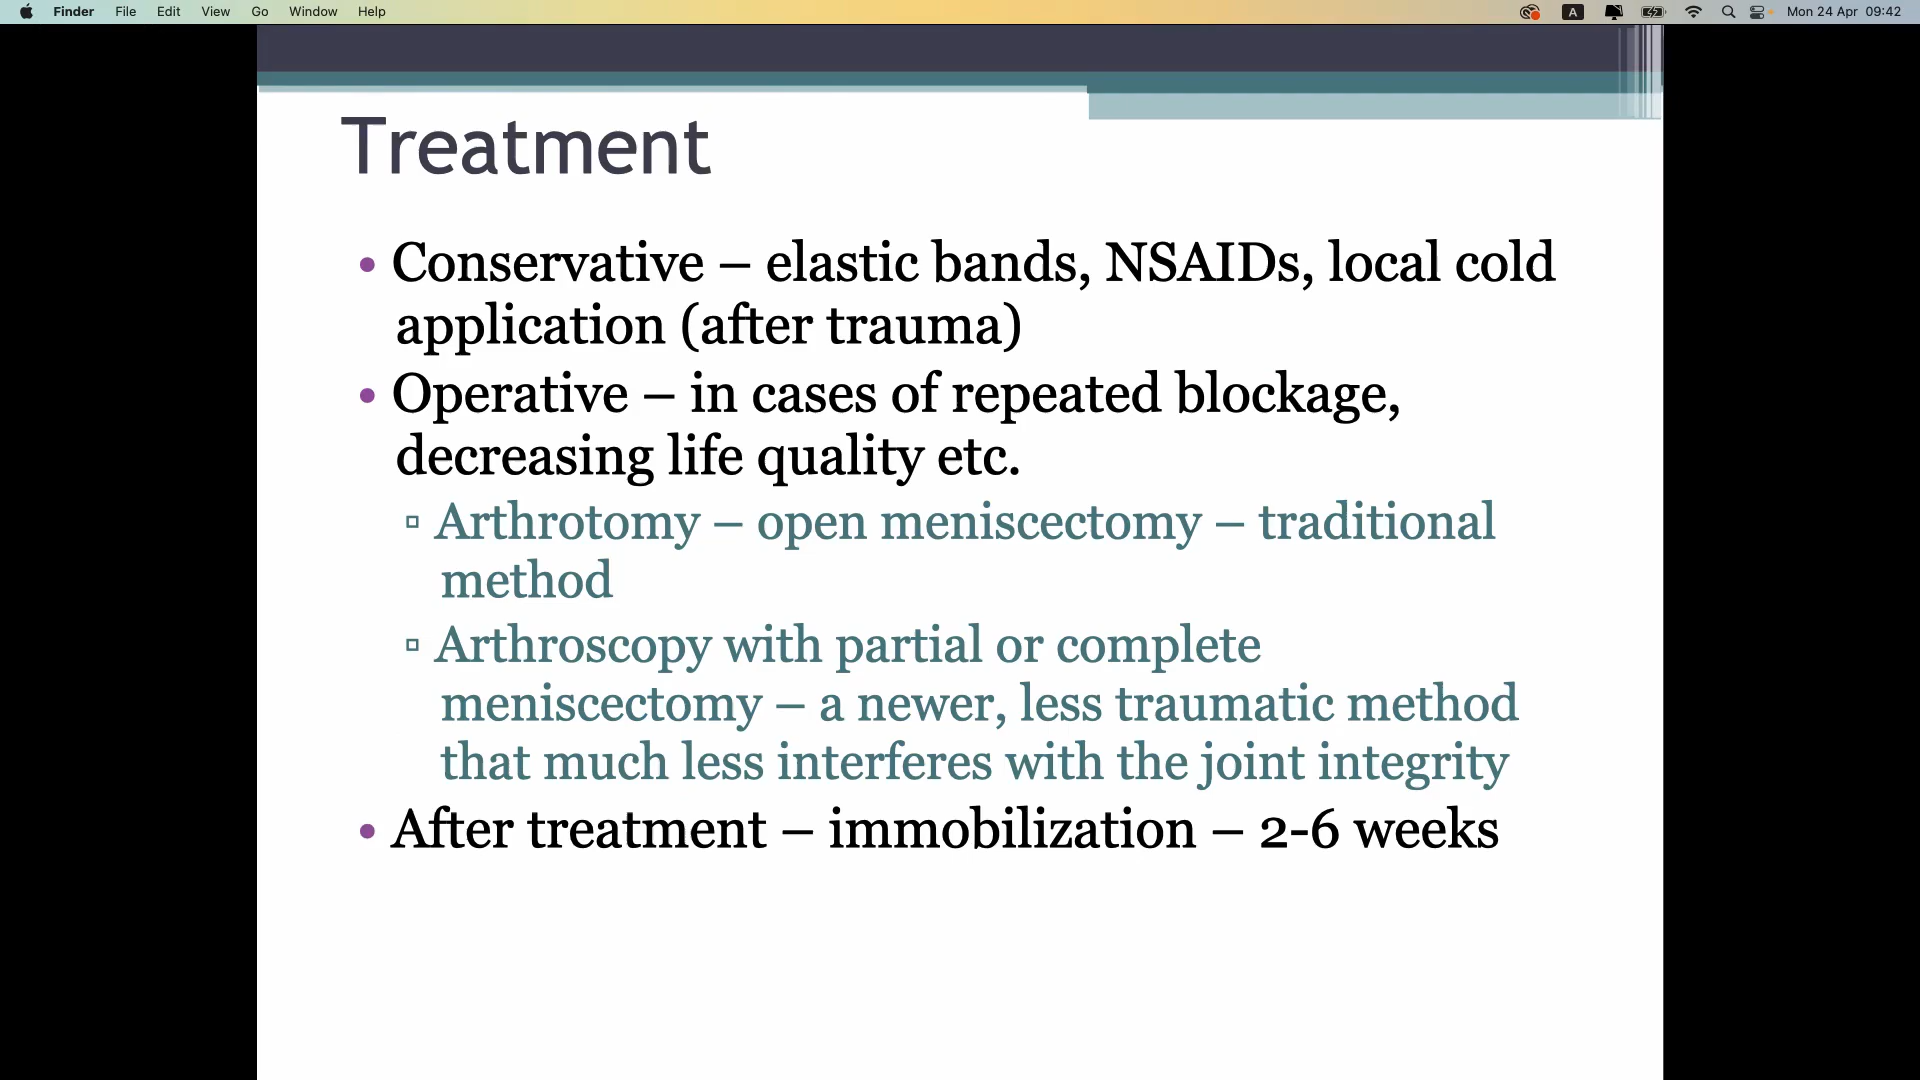 Finder File Edit View Go Window Help A Mon 24 Apr 09:42
Treatment
• Conservative – elastic bands, NSAIDs, local cold
application (after trauma)
• Operative – in cases of repeated blockage,
decreasing life quality etc.
▫ Arthrotomy – open meniscectomy – traditional
method
▫ Arthroscopy with partial or complete
meniscectomy – a newer, less traumatic method
that much less interferes with the joint integrity
• After treatment – immobilization – 2-6 weeks